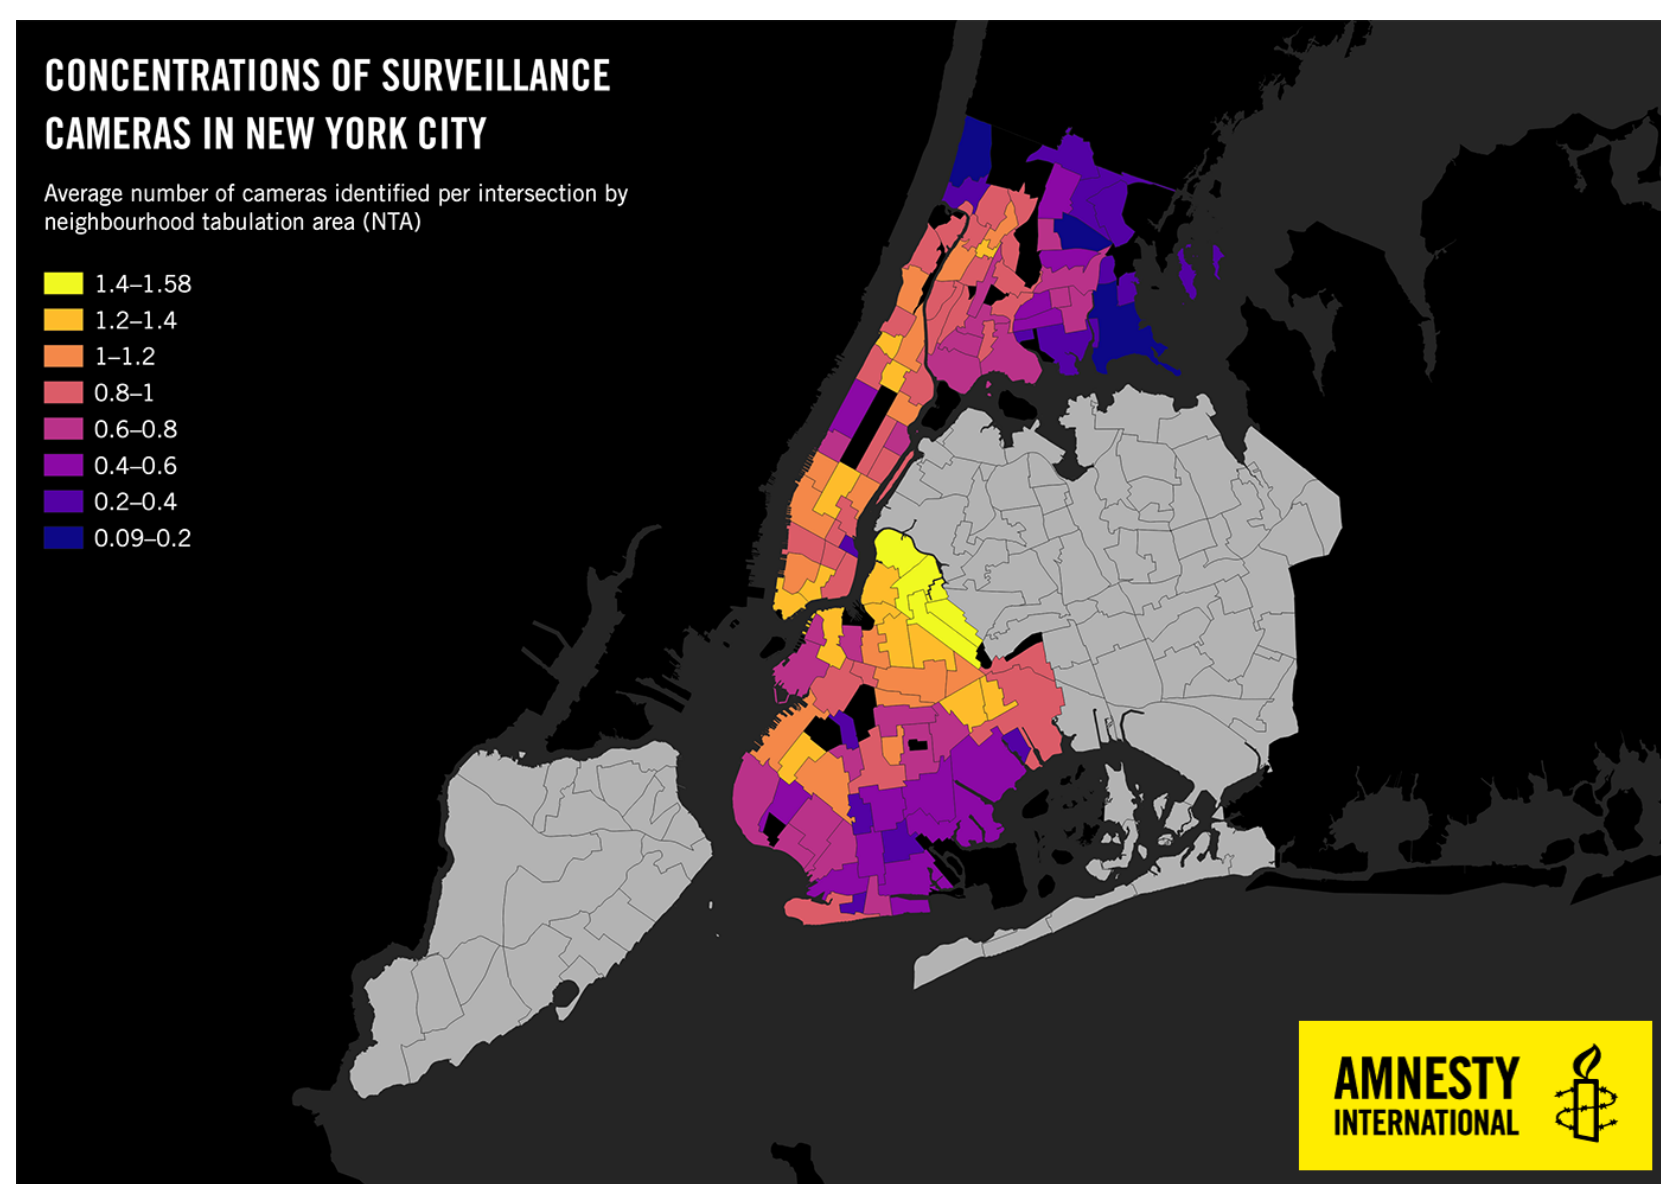 CONCENTRATIONS OF SURVEILLANCE
CAMERAS IN NEW YORK CITY
Average number of cameras identified per intersection by
neighbourhood tabulation area (NTA)
1.4–1.58
1.2–1.4
1–1.2
0.8–1
0.6–0.8
0.4–0.6
0.2–0.4
0.09–0.2
AMNESTY
INTERNATIONAL